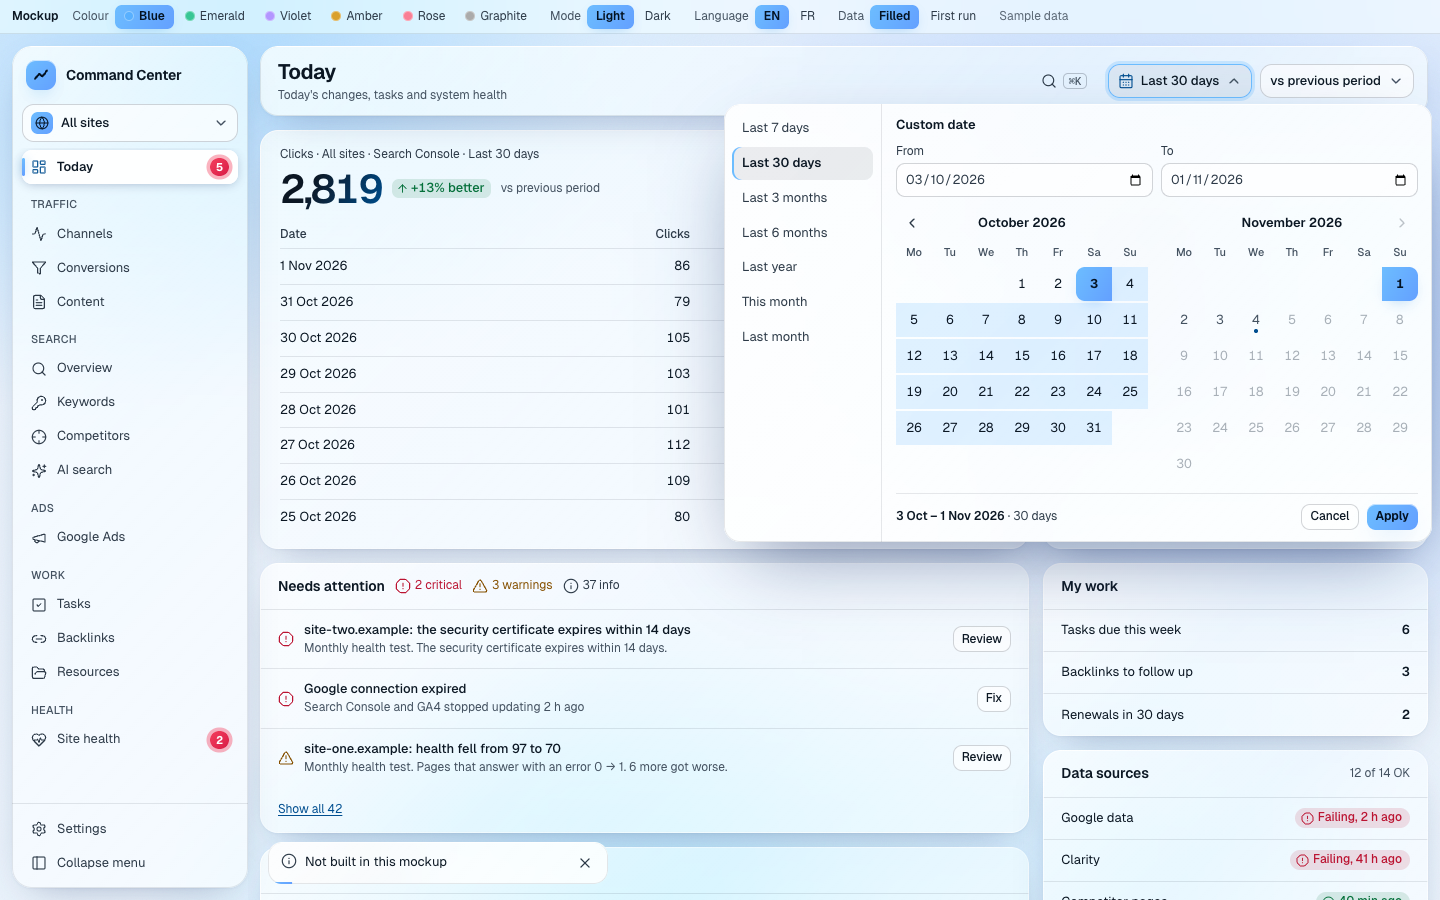 Mockup Colour Blue Emerald Violet Amber Rose Graphite Mode Light Dark Language EN FR Data Filled First run Sample data
Command Center
All sites
Today 5
TRAFFIC
Channels
Conversions
Content
SEARCH
Overview
Keywords
Competitors
AI search
ADS
Google Ads
WORK
Tasks
Backlinks
Resources
HEALTH
Site health 2
Settings
Collapse menu
Today
Today's changes, tasks and system health
⌘K
Last 30 days
vs previous period
Clicks · All sites · Search Console · Last 30 days
2,819 ↑ +13% better vs previous period
Date Clicks
1 Nov 2026 86
31 Oct 2026 79
30 Oct 2026 105
29 Oct 2026 103
28 Oct 2026 101
27 Oct 2026 112
26 Oct 2026 109
25 Oct 2026 80
Last 7 days
Last 30 days
Last 3 months
Last 6 months
Last year
This month
Last month
Custom date
From To
03/10/2026 01/11/2026
October 2026
Mo Tu We Th Fr Sa Su
1 2 3 4
5 6 7 8 9 10 11
12 13 14 15 16 17 18
19 20 21 22 23 24 25
26 27 28 29 30 31
November 2026
Mo Tu We Th Fr Sa Su
1
2 3 4 5 6 7 8
9 10 11 12 13 14 15
16 17 18 19 20 21 22
23 24 25 26 27 28 29
30
3 Oct – 1 Nov 2026 · 30 days Cancel Apply
Needs attention 2 critical 3 warnings 37 info
site-two.example: the security certificate expires within 14 days
Monthly health test. The security certificate expires within 14 days.
Review
Google connection expired
Search Console and GA4 stopped updating 2 h ago
Fix
site-one.example: health fell from 97 to 70
Monthly health test. Pages that answer with an error 0 → 1. 6 more got worse.
Review
Show all 42
Not built in this mockup
My work
Tasks due this week 6
Backlinks to follow up 3
Renewals in 30 days 2
Data sources 12 of 14 OK
Google data Failing, 2 h ago
Clarity Failing, 41 h ago